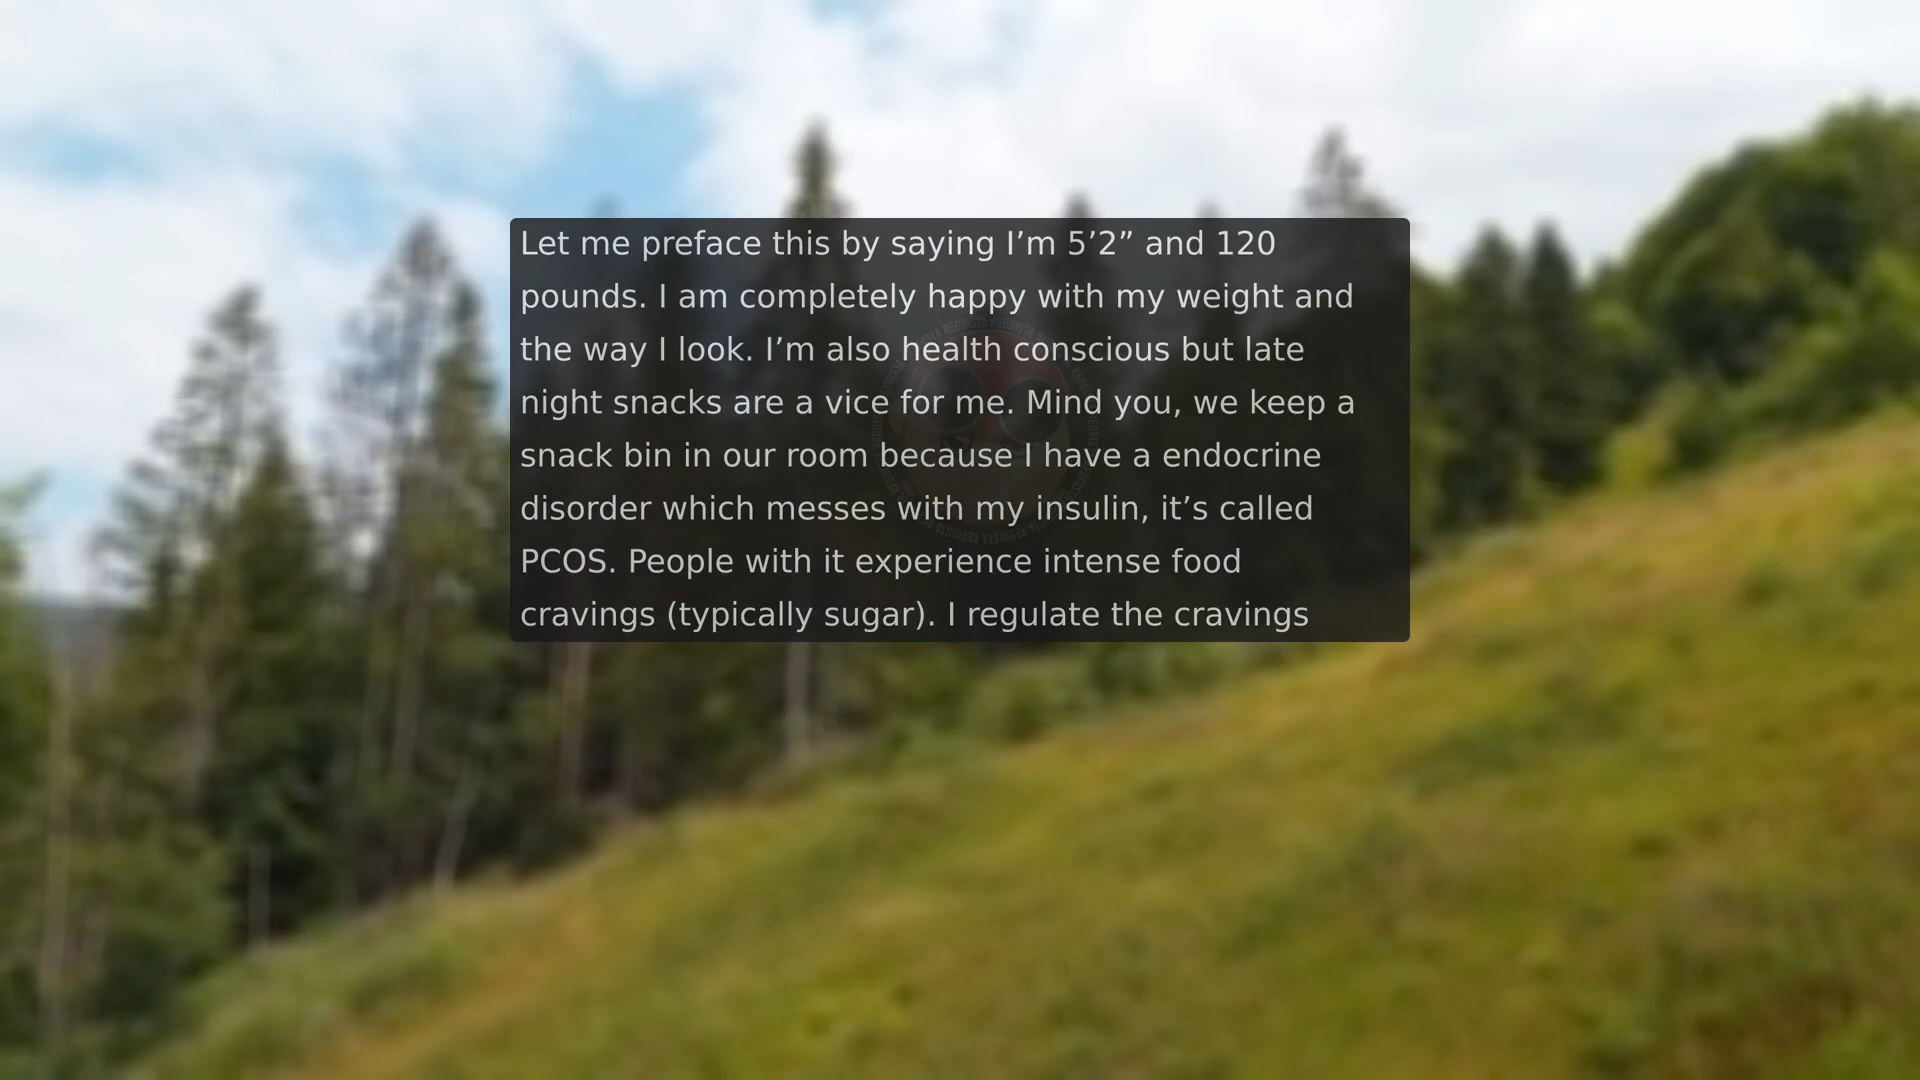 Let me preface this by saying I’m 5’2” and 120
pounds. I am completely happy with my weight and
the way I look. I’m also health conscious but late
night snacks are a vice for me. Mind you, we keep a
snack bin in our room because I have a endocrine
disorder which messes with my insulin, it’s called
PCOS. People with it experience intense food
cravings (typically sugar). I regulate the cravings